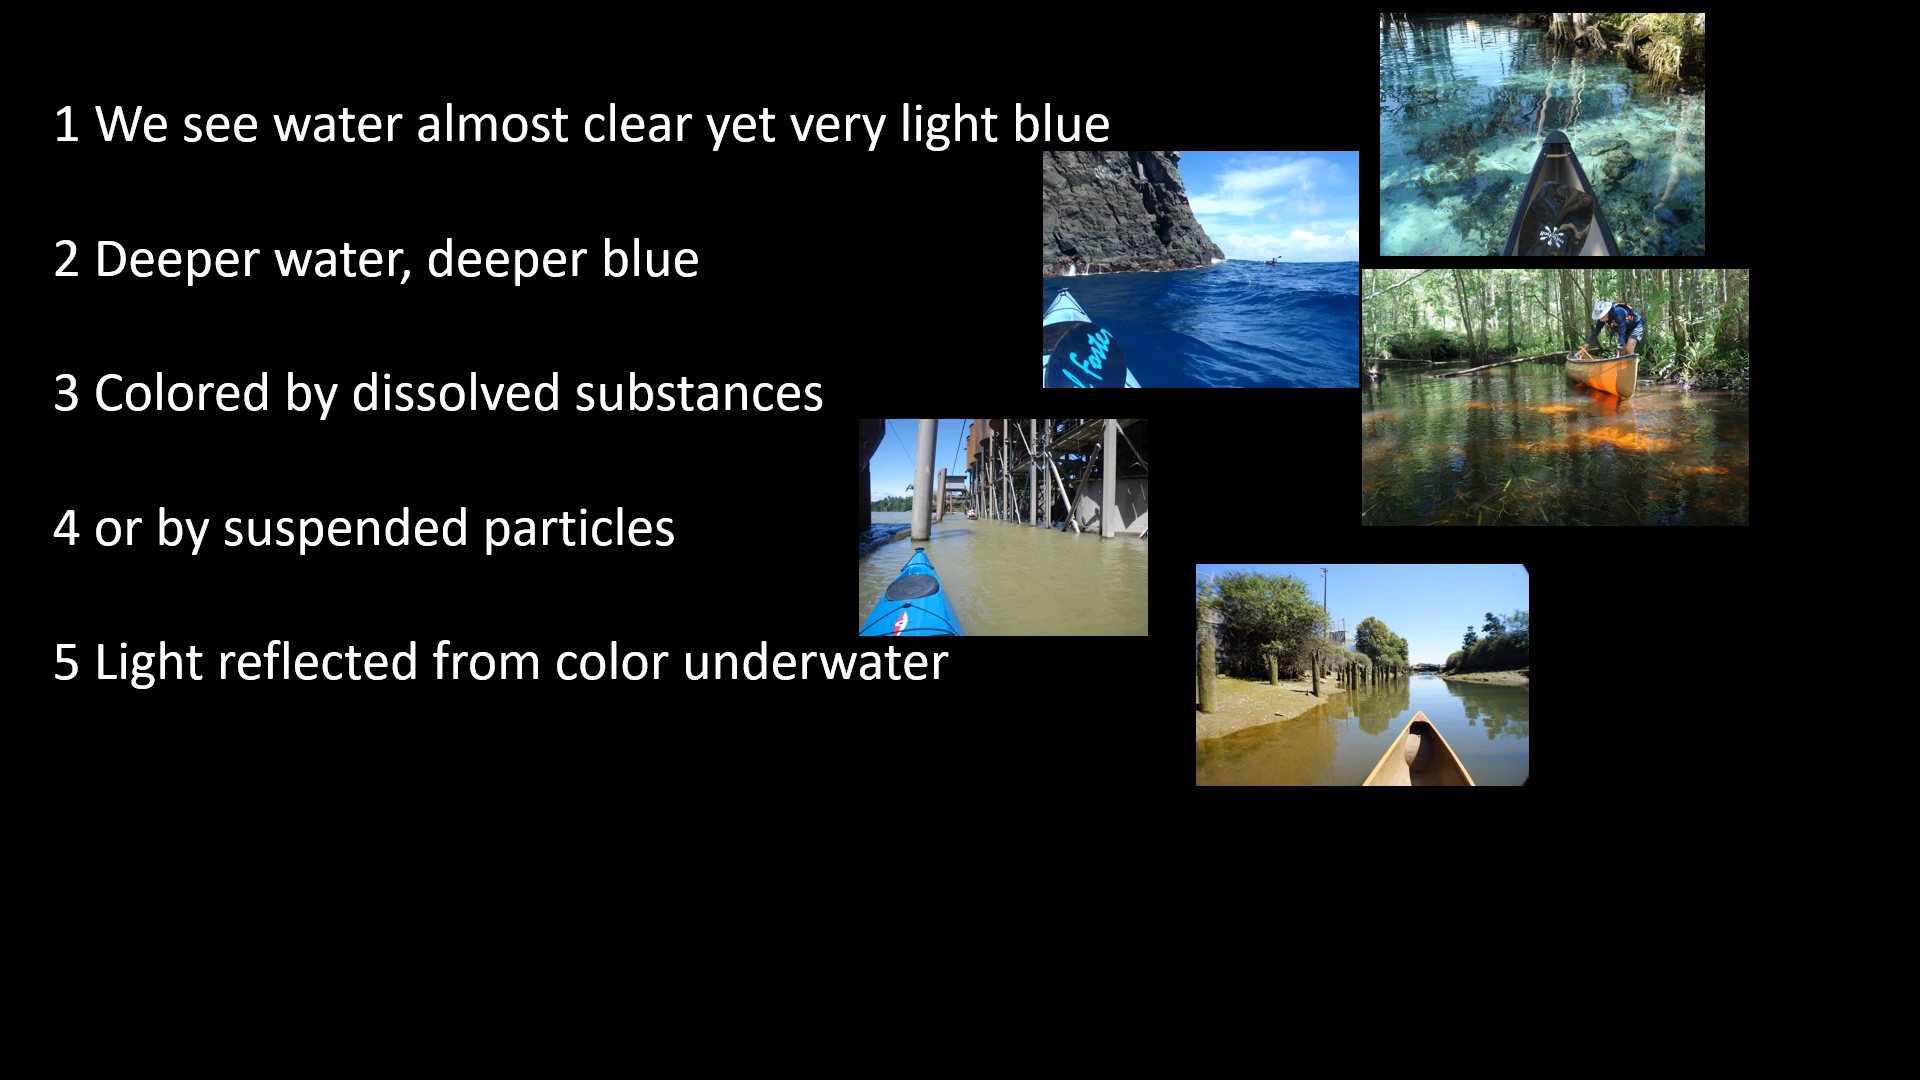 1 We see water almost clear yet very light blue
2 Deeper water, deeper blue
3 Colored by dissolved substances
4 or by suspended particles
5 Light reflected from color underwater